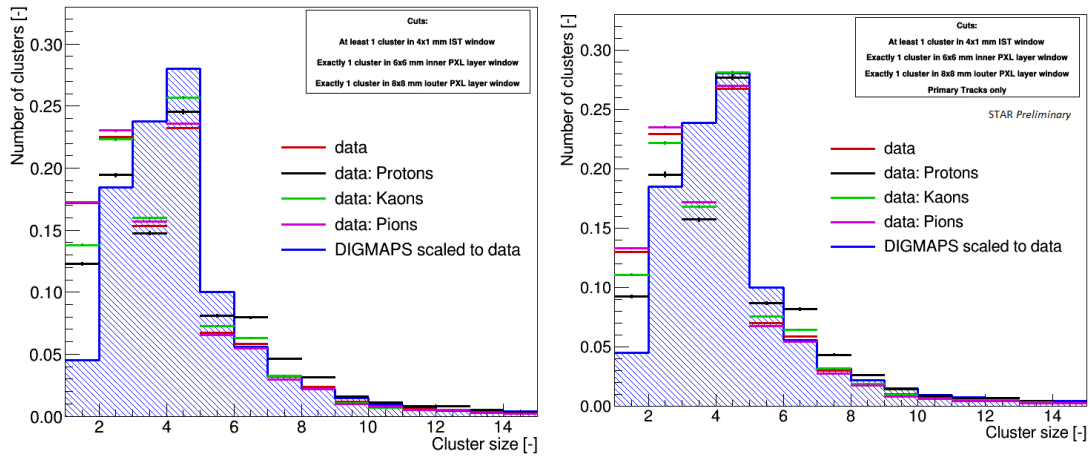 Number of clusters [-]
0.30
0.25
0.20
0.15
0.10
0.05
0.00
Cuts:
At least 1 cluster in 4x1 mm IST window
Exactly 1 cluster in 6x6 mm inner PXL layer window
Exactly 1 cluster in 8x8 mm iouter PXL layer window
data
data: Protons
data: Kaons
data: Pions
DIGMAPS scaled to data
2 4 6 8 10 12 14
Cluster size [-]
Number of clusters [-]
0.30
0.25
0.20
0.15
0.10
0.05
0.00
Cuts:
At least 1 cluster in 4x1 mm IST window
Exactly 1 cluster in 6x6 mm inner PXL layer window
Exactly 1 cluster in 8x8 mm iouter PXL layer window
Primary Tracks only
STAR Preliminary
data
data: Protons
data: Kaons
data: Pions
DIGMAPS scaled to data
2 4 6 8 10 12 14
Cluster size [-]